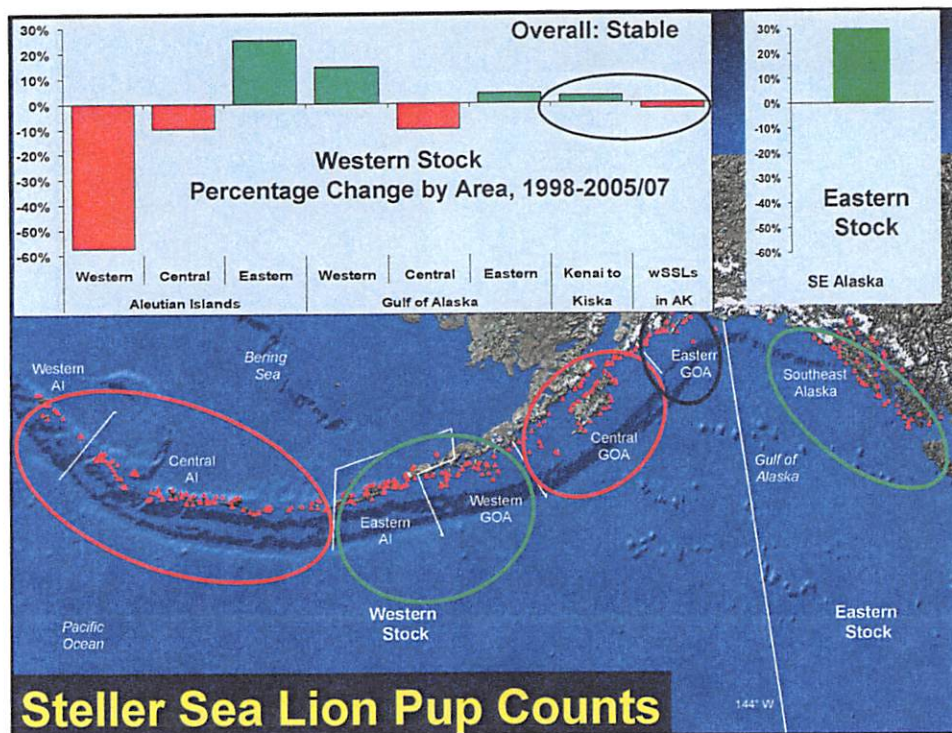 Overall: Stable
30%
20%
10%
0%
-10%
-20%
-30%
-40%
-50%
-60%
Western Stock
Percentage Change by Area, 1998-2005/07
Western Central Eastern Western Central Eastern Kenai to wSSLs
Aleutian Islands Gulf of Alaska Kiska in AK
30%
20%
10%
0%
-10%
-20%
-30%
-40%
-50%
-60%
Eastern
Stock
SE Alaska
Western
AI
Bering
Sea
Central
AI
Eastern
AI
Western
GOA
Central
GOA
Eastern
GOA
Southeast
Alaska
Gulf of
Alaska
Western
Stock
Eastern
Stock
Pacific
Ocean
144° W
Steller Sea Lion Pup Counts